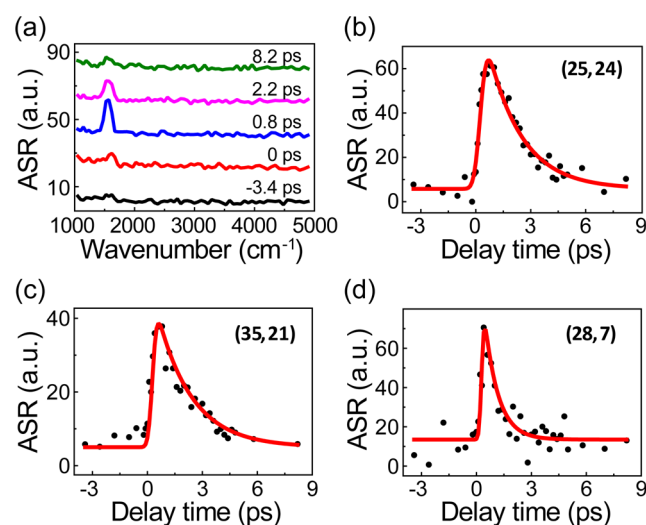 (a)
ASR (a.u.)
90
50
10
8.2 ps
2.2 ps
0.8 ps
0 ps
-3.4 ps
1000 2000 3000 4000 5000
Wavenumber (cm⁻¹)
(b)
ASR (a.u.)
60
40
20
0
(25,24)
-3 0 3 6 9
Delay time (ps)
(c)
ASR (a.u.)
40
20
0
(35,21)
-3 0 3 6 9
Delay time (ps)
(d)
ASR (a.u.)
80
60
40
20
0
(28,7)
-3 0 3 6 9
Delay time (ps)